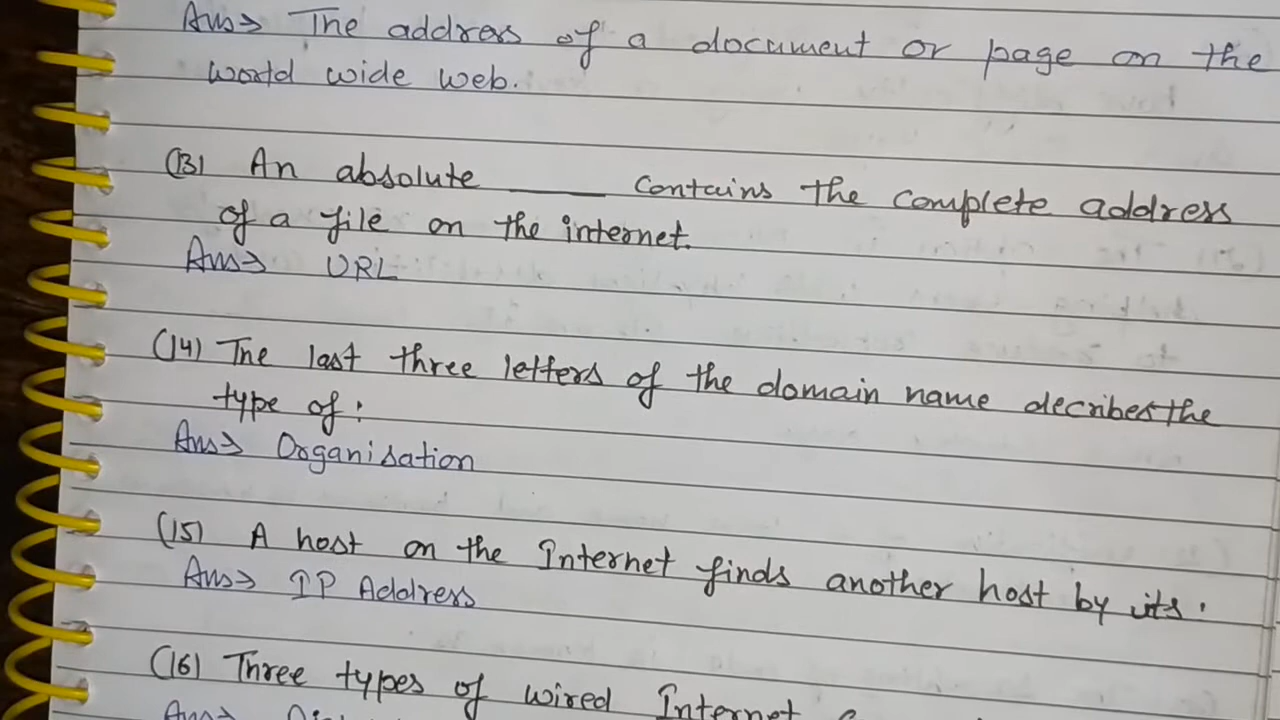 Ans→ The address of a document or page on the
world wide web.
(13) An absolute ____ contains the complete address
of a file on the internet.
Ans→ URL
(14) The last three letters of the domain name decribes the
type of:
Ans→ Organisation
(15) A host on the Internet finds another host by its.
Ans→ IP Address
(16) Three types of wired Internet
Ans→